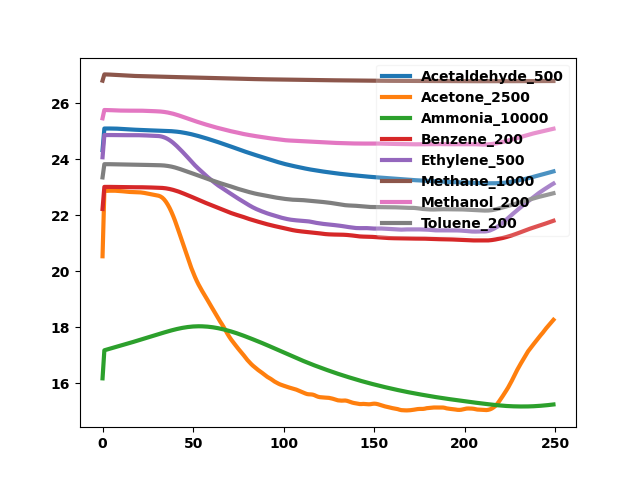 26
24
22
20
18
16
0 50 100 150 200 250
Acetaldehyde_500
Acetone_2500
Ammonia_10000
Benzene_200
Ethylene_500
Methane_1000
Methanol_200
Toluene_200